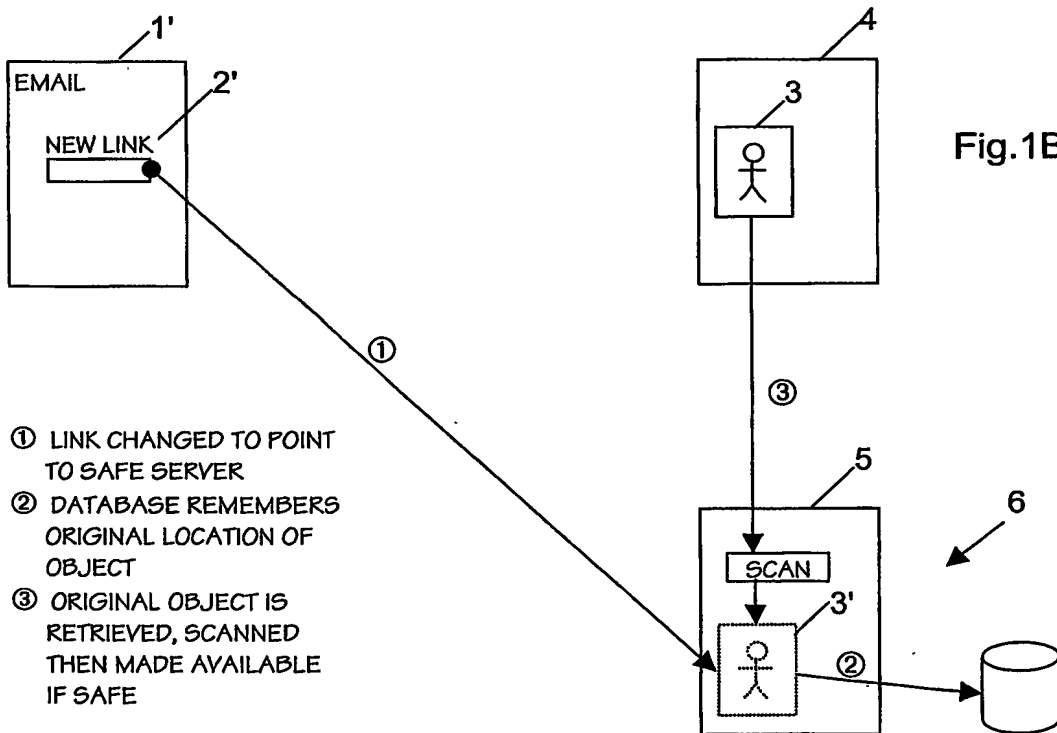 1'
EMAIL
2'
NEW LINK
4
3
Fig.1B
①
③
① LINK CHANGED TO POINT
TO SAFE SERVER
② DATABASE REMEMBERS
ORIGINAL LOCATION OF
OBJECT
③ ORIGINAL OBJECT IS
RETRIEVED, SCANNED
THEN MADE AVAILABLE
IF SAFE
5
6
SCAN
3'
②